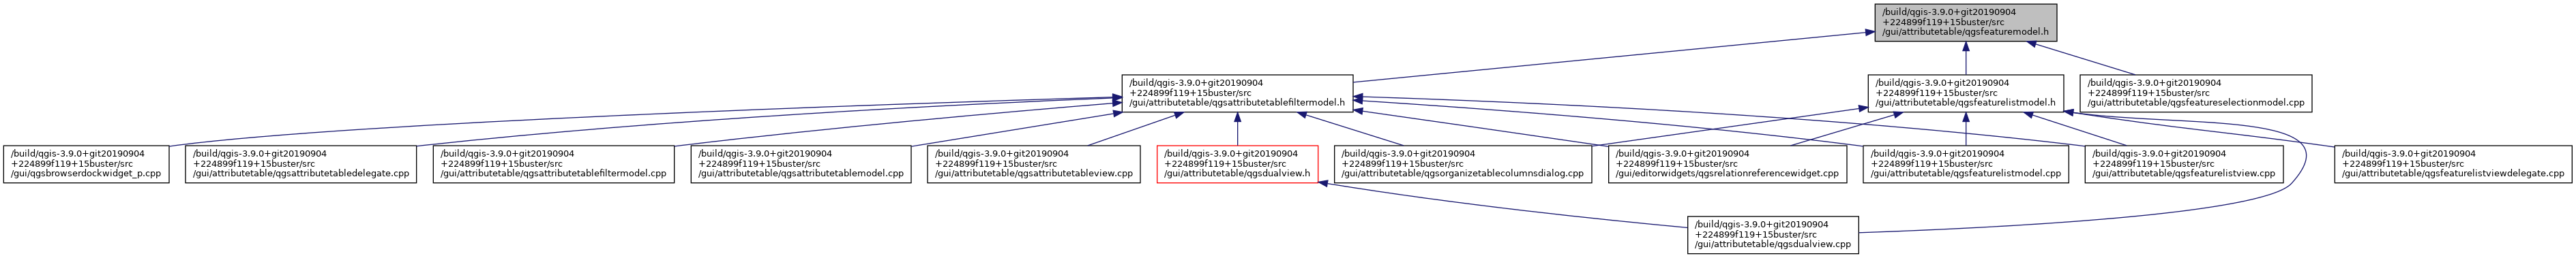 /build/qgis-3.9.0+git20190904
+224899f119+15buster/src
/gui/attributetable/qgsfeaturemodel.h
/build/qgis-3.9.0+git20190904
+224899f119+15buster/src
/gui/attributetable/qgsattributetablefiltermodel.h
/build/qgis-3.9.0+git20190904
+224899f119+15buster/src
/gui/attributetable/qgsfeaturelistmodel.h
/build/qgis-3.9.0+git20190904
+224899f119+15buster/src
/gui/attributetable/qgsfeatureselectionmodel.cpp
/build/qgis-3.9.0+git20190904
+224899f119+15buster/src
/gui/qgsbrowserdockwidget_p.cpp
/build/qgis-3.9.0+git20190904
+224899f119+15buster/src
/gui/attributetable/qgsattributetabledelegate.cpp
/build/qgis-3.9.0+git20190904
+224899f119+15buster/src
/gui/attributetable/qgsattributetablefiltermodel.cpp
/build/qgis-3.9.0+git20190904
+224899f119+15buster/src
/gui/attributetable/qgsattributetablemodel.cpp
/build/qgis-3.9.0+git20190904
+224899f119+15buster/src
/gui/attributetable/qgsattributetableview.cpp
/build/qgis-3.9.0+git20190904
+224899f119+15buster/src
/gui/attributetable/qgsdualview.h
/build/qgis-3.9.0+git20190904
+224899f119+15buster/src
/gui/attributetable/qgsorganizetablecolumnsdialog.cpp
/build/qgis-3.9.0+git20190904
+224899f119+15buster/src
/gui/editorwidgets/qgsrelationreferencewidget.cpp
/build/qgis-3.9.0+git20190904
+224899f119+15buster/src
/gui/attributetable/qgsfeaturelistmodel.cpp
/build/qgis-3.9.0+git20190904
+224899f119+15buster/src
/gui/attributetable/qgsfeaturelistview.cpp
/build/qgis-3.9.0+git20190904
+224899f119+15buster/src
/gui/attributetable/qgsfeaturelistviewdelegate.cpp
/build/qgis-3.9.0+git20190904
+224899f119+15buster/src
/gui/attributetable/qgsdualview.cpp